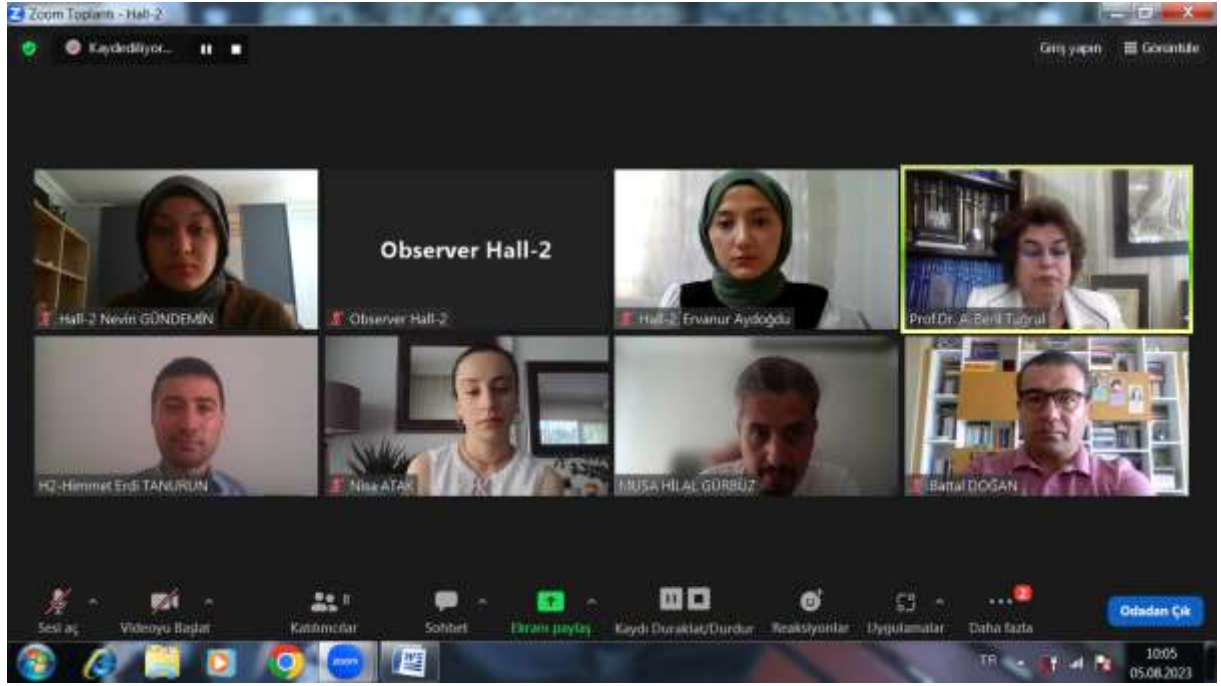 Zoom Toplantı - Hall-2
Kaydediliyor...
Giriş yapın
Görüntüle
Hall-2 Nevin GÜNDEMİN
Observer Hall-2
Observer Hall-2
Hall-2, Ervanur Aydoğdu
Prof.Dr. A. Beril Tuğrul
H2-Himmet Erdi TANURUN
Nisa ATAK
MUSA HİLAL GÜRBÜZ
Battal DOĞAN
Sesi aç
Videoyu Başlat
Katılımcılar
8
Sohbet
Ekranı paylaş
Kaydı Duraklat/Durdur
Reaksiyonlar
Uygulamalar
2
Daha fazla
Odadan Çık
zoom
TR
10:05
05.08.2023